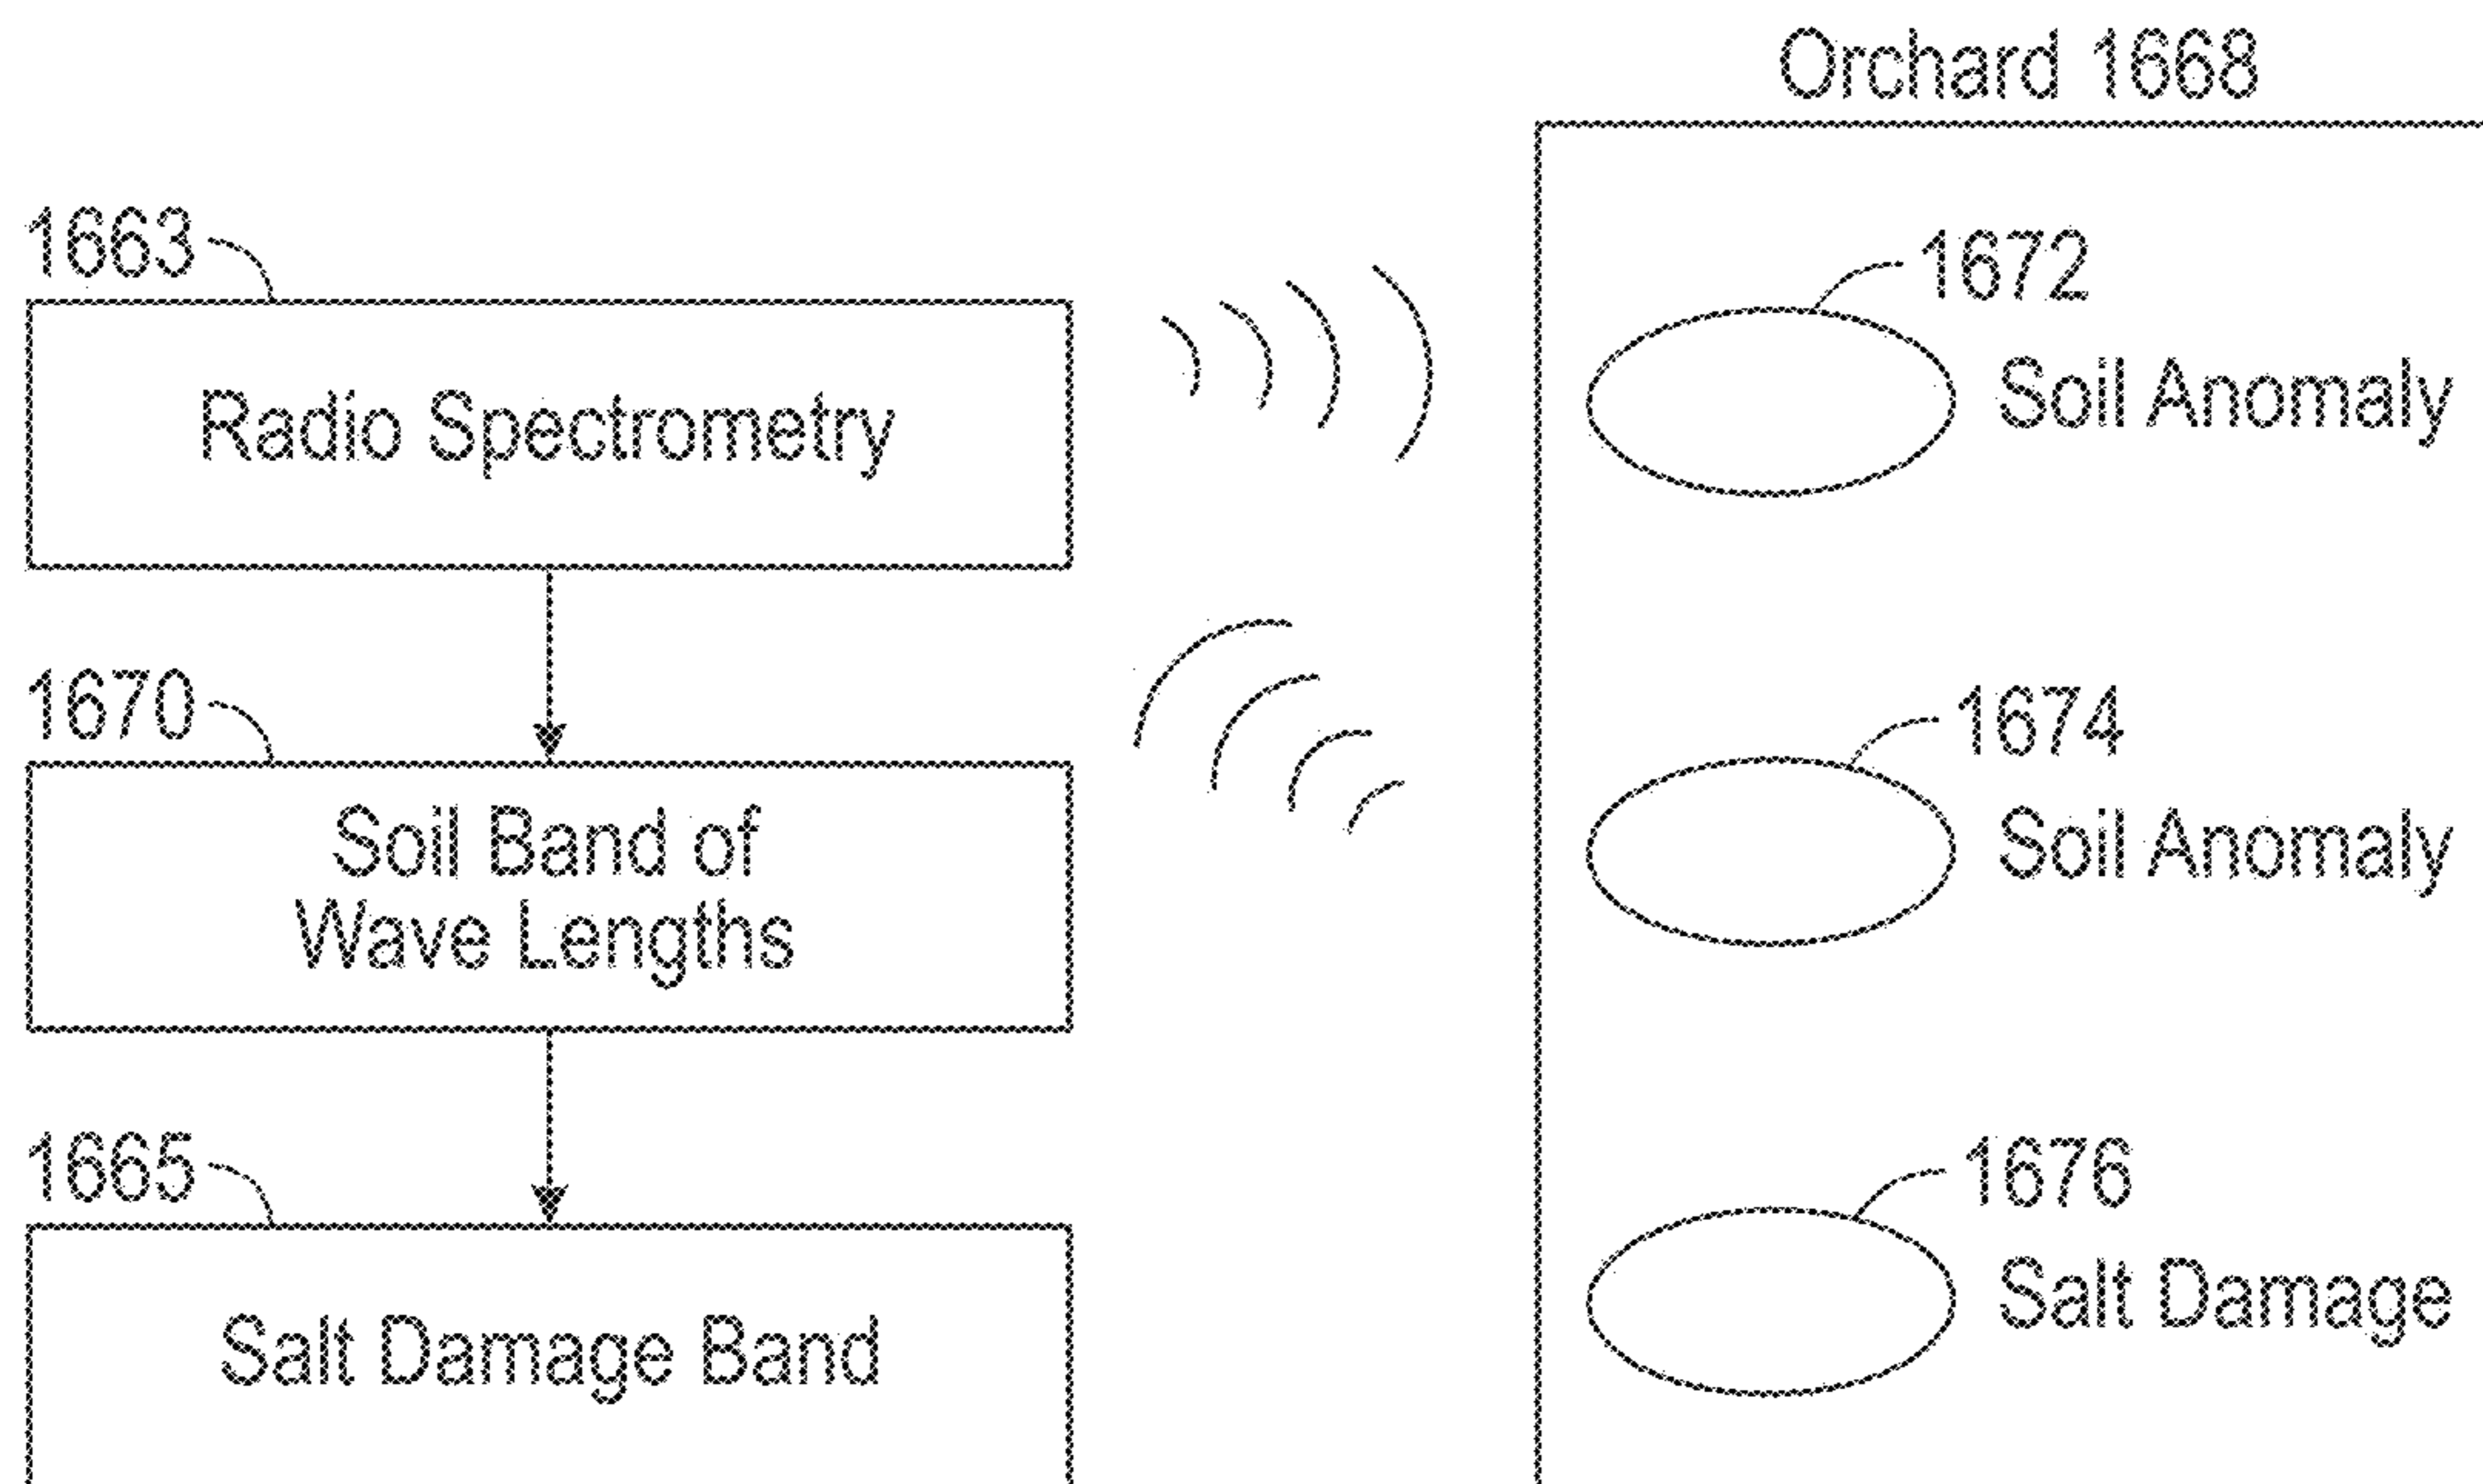 Orchard 1668
1663
Radio Spectrometry
1672
Soil Anomaly
1670
Soil Band of
Wave Lengths
1674
Soil Anomaly
1665
Salt Damage Band
1676
Salt Damage